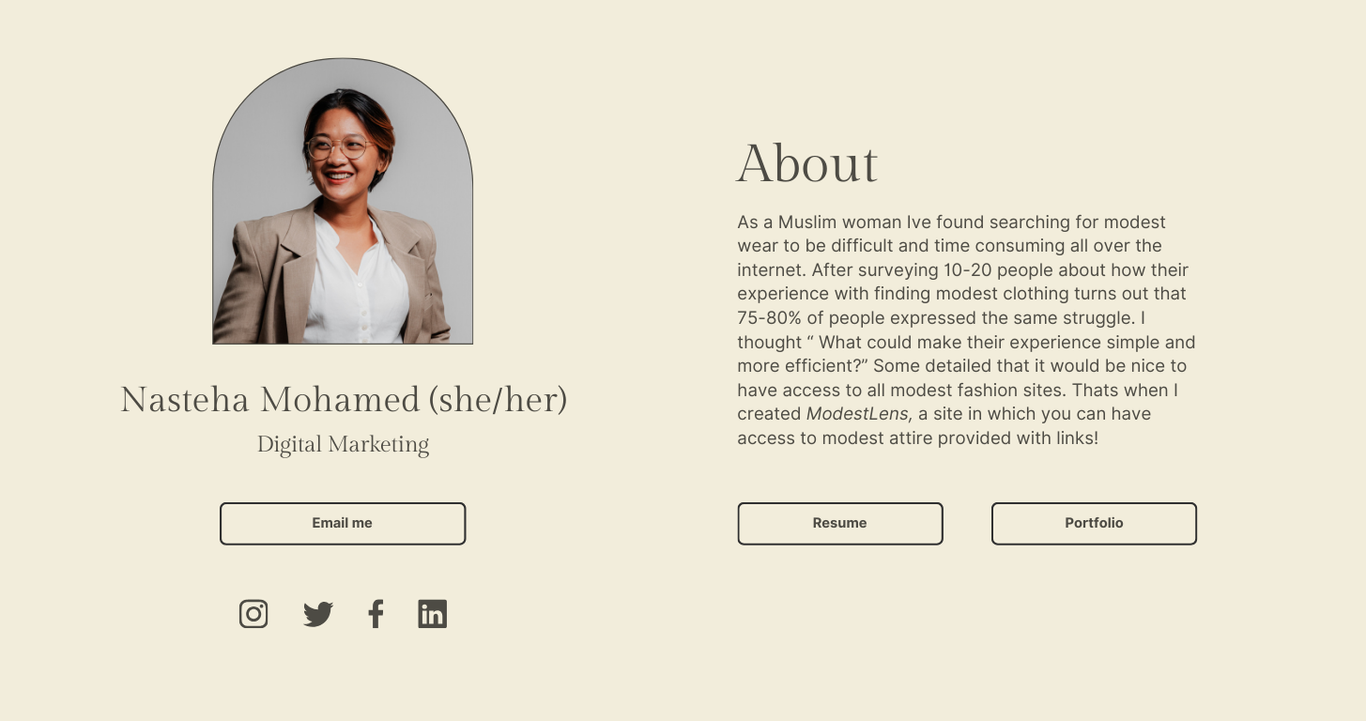 Nasteha Mohamed (she/her)
Digital Marketing
Email me
About
As a Muslim woman Ive found searching for modest
wear to be difficult and time consuming all over the
internet. After surveying 10-20 people about how their
experience with finding modest clothing turns out that
75-80% of people expressed the same struggle. I
thought “ What could make their experience simple and
more efficient?” Some detailed that it would be nice to
have access to all modest fashion sites. Thats when I
created ModestLens, a site in which you can have
access to modest attire provided with links!
Resume
Portfolio